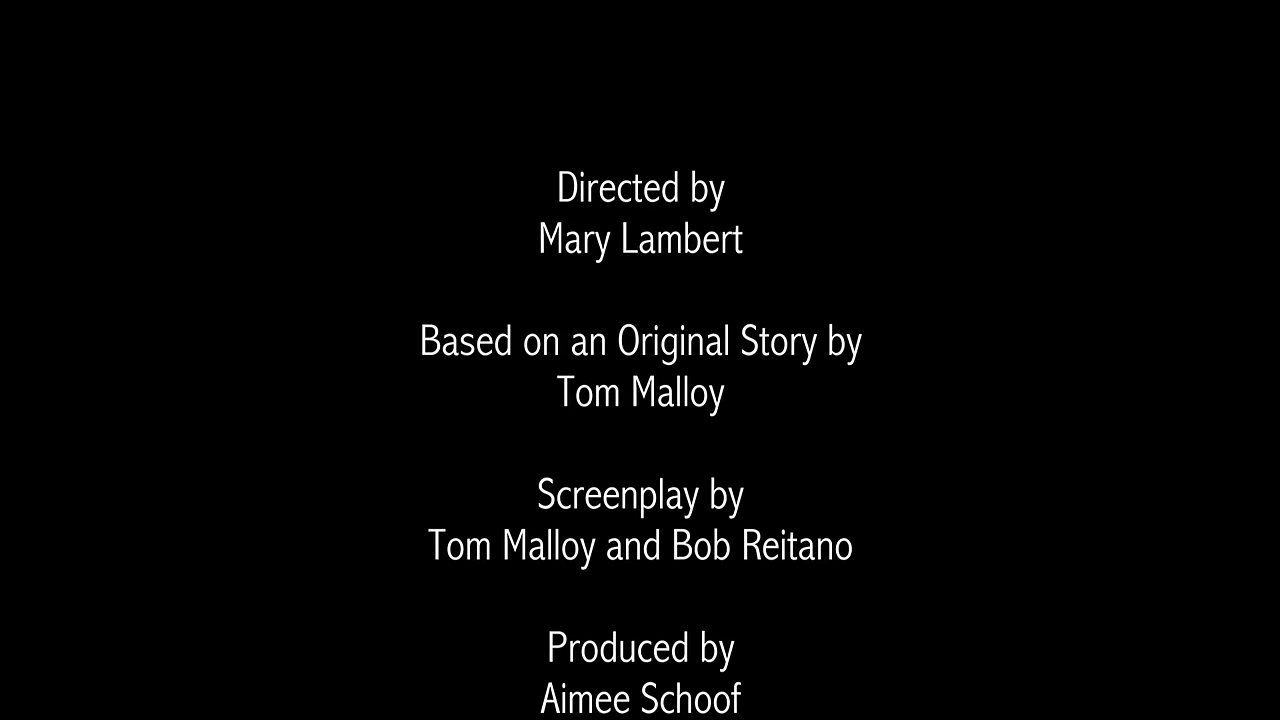 Directed by
Mary Lambert
Based on an Original Story by
Tom Malloy
Screenplay by
Tom Malloy and Bob Reitano
Produced by
Aimee Schoof